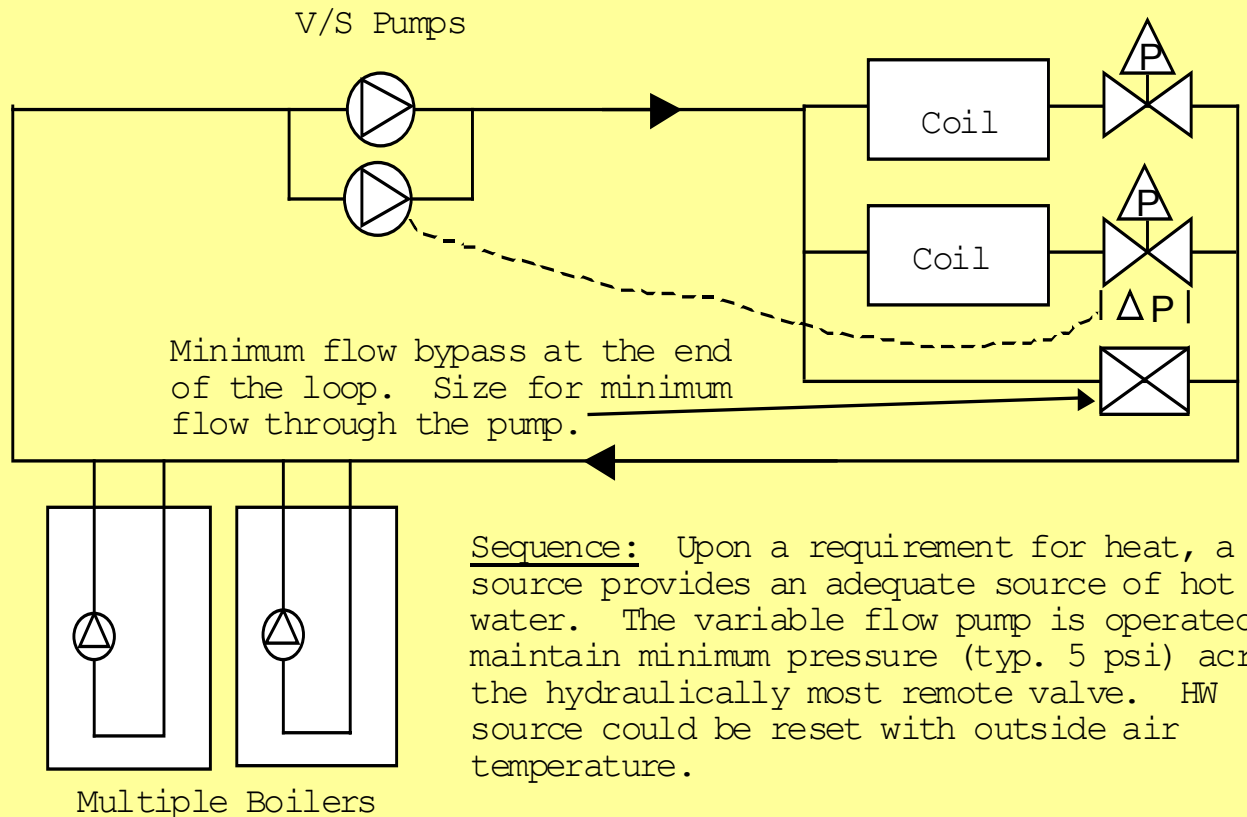 V/S Pumps
P
Coil
P
Coil
Δ P
Minimum flow bypass at the end
of the loop. Size for minimum
flow through the pump.
Sequence: Upon a requirement for heat, a
source provides an adequate source of hot
water. The variable flow pump is operated
maintain minimum pressure (typ. 5 psi) acr
the hydraulically most remote valve. HW
source could be reset with outside air
temperature.
Multiple Boilers